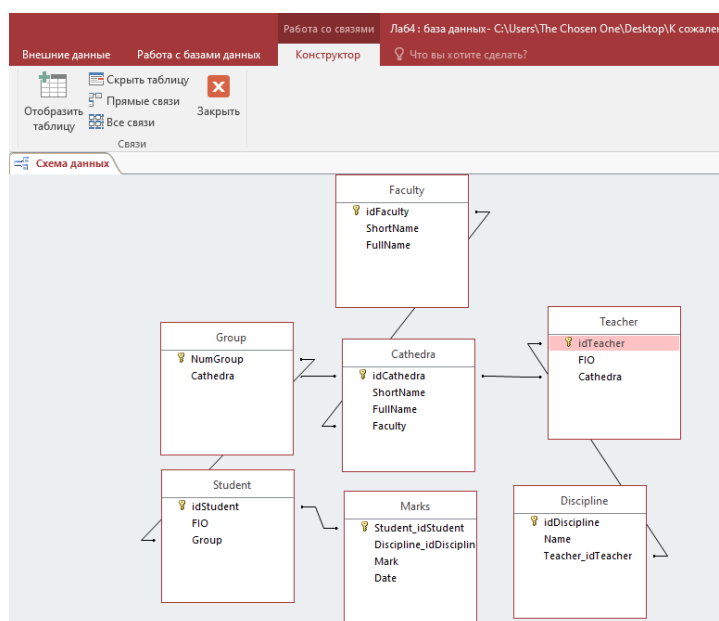 Работа со связями
Лаб4 : база данных- C:\Users\The Chosen One\Desktop\К сожален
Внешние данные
Работа с базами данных
Конструктор
Что вы хотите сделать?
Отобразить таблицу
Скрыть таблицу
Прямые связи
Все связи
Закрыть
Связи
Схема данных
Faculty
idFaculty
ShortName
FullName
Group
NumGroup
Cathedra
Cathedra
idCathedra
ShortName
FullName
Faculty
Teacher
idTeacher
FIO
Cathedra
Student
idStudent
FIO
Group
Marks
Student_idStudent
Discipline_idDisciplin
Mark
Date
Discipline
idDiscipline
Name
Teacher_idTeacher